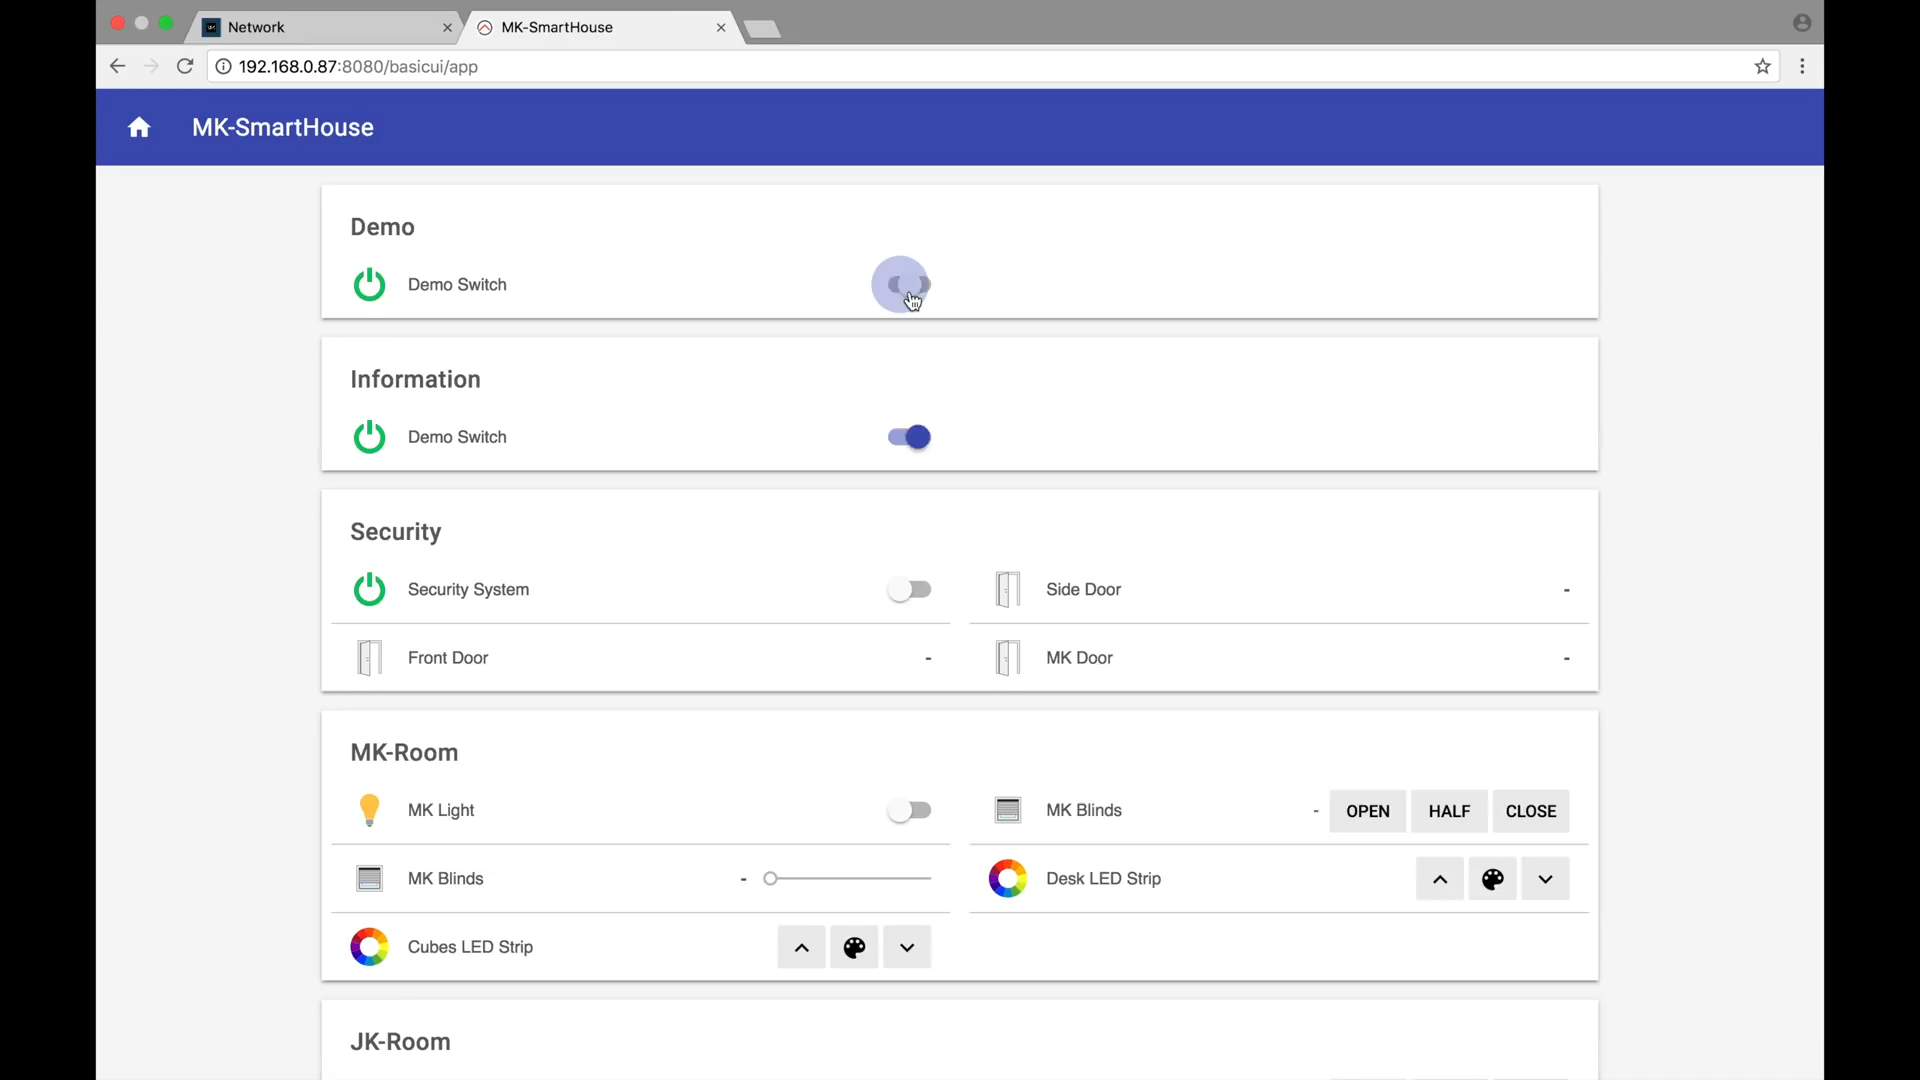 Network
MK-SmartHouse
192.168.0.87:8080/basicui/app
MK-SmartHouse
Demo
Demo Switch
Information
Demo Switch
Security
Security System
Side Door -
Front Door -
MK Door -
MK-Room
MK Light
MK Blinds - OPEN HALF CLOSE
MK Blinds -
Desk LED Strip
Cubes LED Strip
JK-Room